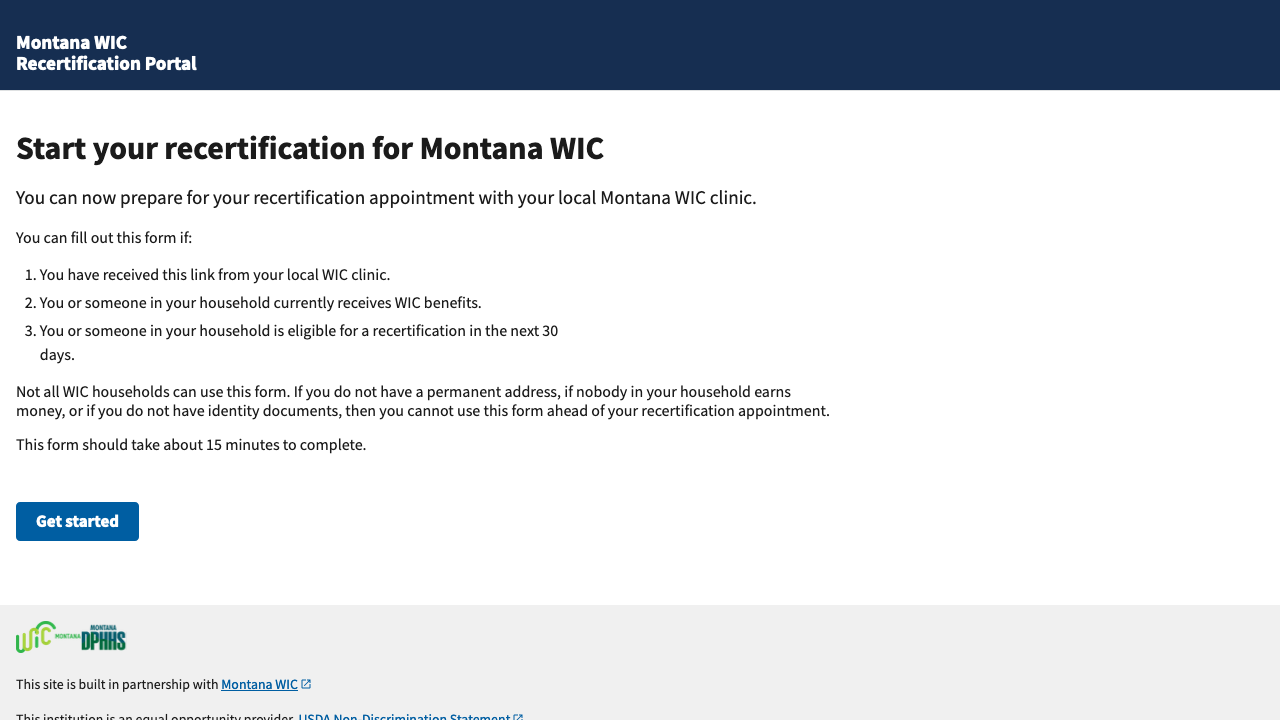 Montana WIC
Recertification Portal
Start your recertification for Montana WIC
You can now prepare for your recertification appointment with your local Montana WIC clinic.
You can fill out this form if:
1. You have received this link from your local WIC clinic.
2. You or someone in your household currently receives WIC benefits.
3. You or someone in your household is eligible for a recertification in the next 30
days.
Not all WIC households can use this form. If you do not have a permanent address, if nobody in your household earns
money, or if you do not have identity documents, then you cannot use this form ahead of your recertification appointment.
This form should take about 15 minutes to complete.
Get started
WIC MONTANA
MONTANA
DPHHS
This site is built in partnership with Montana WIC
This institution is an equal opportunity provider. USDA Non-Discrimination Statement